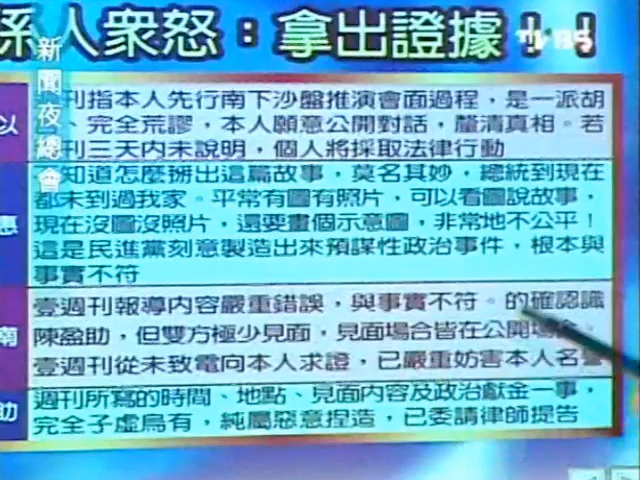 係人眾怒：拿出證據！！
TVBS
新聞夜總會
以
刊指本人先行南下沙盤推演會面過程，是一派胡
、完全荒謬，本人願意公開對話，釐清真相。若
刊三天內未說明，個人將採取法律行動
惠
知道怎麼掰出這篇故事，莫名其妙，總統到現在
都未到過我家。平常有圖有照片，可以看圖說故事，
現在沒圖沒照片，還要畫個示意圖，非常地不公平！
這是民進黨刻意製造出來預謀性政治事件，根本與
事實不符
南
壹週刊報導內容嚴重錯誤，與事實不符。的確認識
陳盈助，但雙方極少見面，見面場合皆在公開場合。
壹週刊從未致電向本人求證，已嚴重妨害本人名譽
助
週刊所寫的時間、地點、見面內容及政治獻金一事，
完全子虛烏有，純屬惡意捏造，已委請律師提告